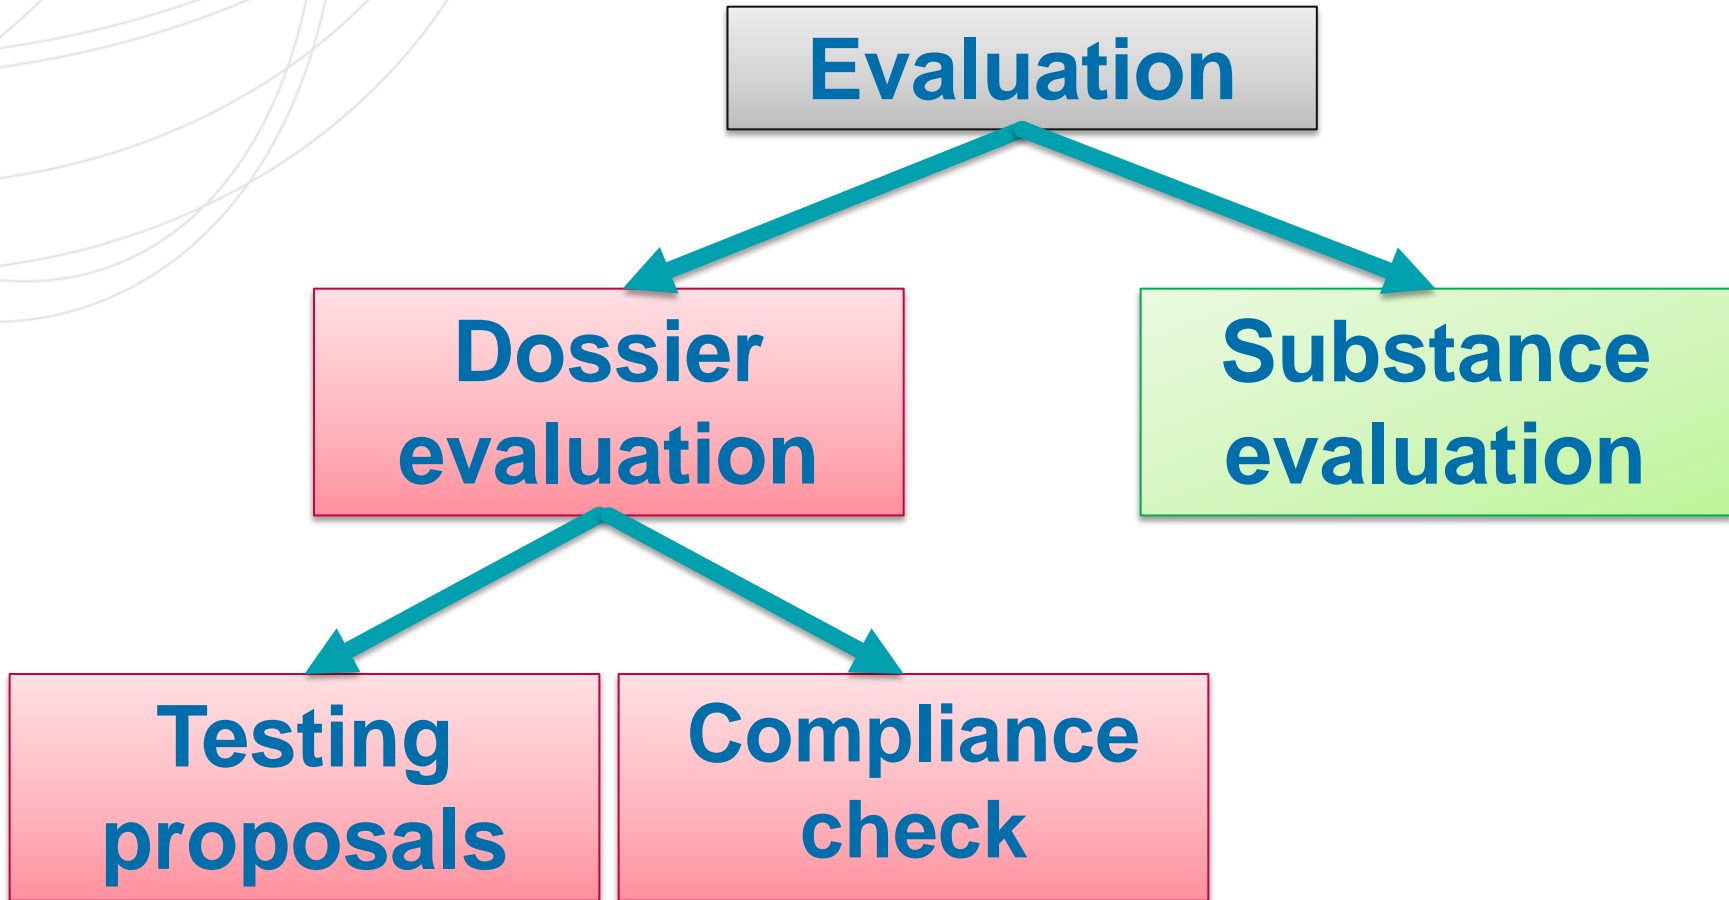 Evaluation
Dossier
evaluation
Substance
evaluation
Testing
proposals
Compliance
check